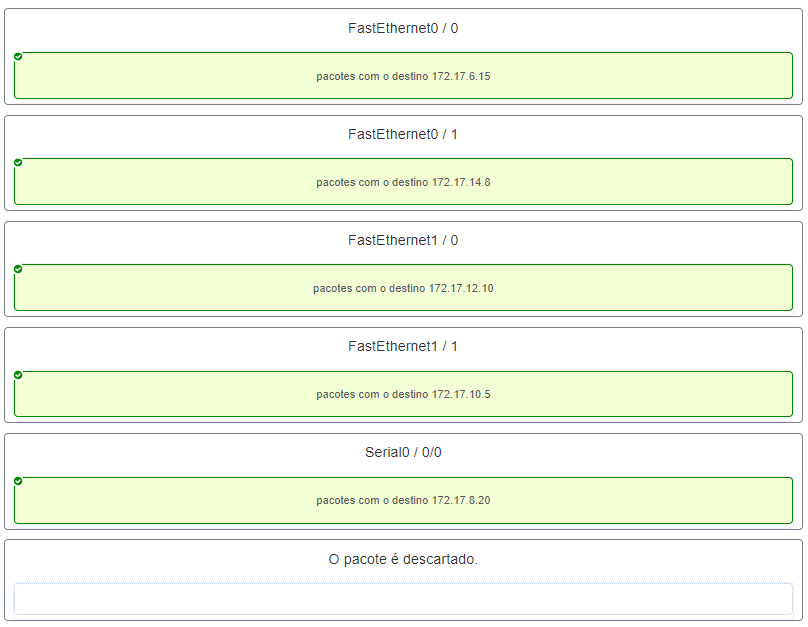 FastEthernet0 / 0
pacotes com o destino 172.17.6.15
FastEthernet0 / 1
pacotes com o destino 172.17.14.8
FastEthernet1 / 0
pacotes com o destino 172.17.12.10
FastEthernet1 / 1
pacotes com o destino 172.17.10.5
Serial0 / 0/0
pacotes com o destino 172.17.8.20
O pacote é descartado.